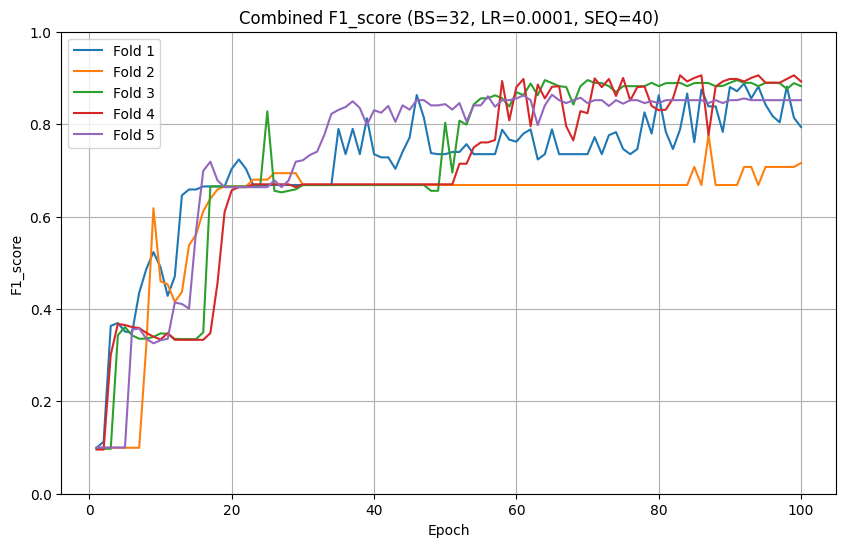 Combined F1_score (BS=32, LR=0.0001, SEQ=40)
Fold 1
Fold 2
Fold 3
Fold 4
Fold 5
F1_score
1.0
0.8
0.6
0.4
0.2
0.0
0
20
40
60
80
100
Epoch